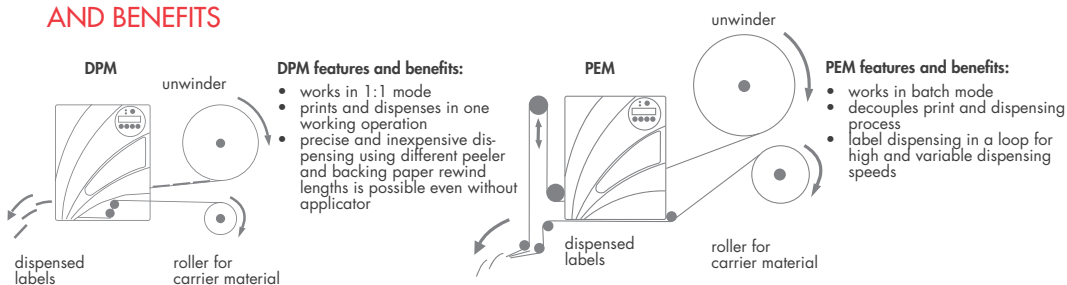 AND BENEFITS
DPM
unwinder
dispensed
labels
roller for
carrier material
DPM features and benefits:
• works in 1:1 mode
• prints and dispenses in one
working operation
• precise and inexpensive dis-
pensing using different peeler
and backing paper rewind
lengths is possible even without
applicator
PEM
unwinder
dispensed
labels
roller for
carrier material
PEM features and benefits:
• works in batch mode
• decouples print and dispensing
process
• label dispensing in a loop for
high and variable dispensing
speeds